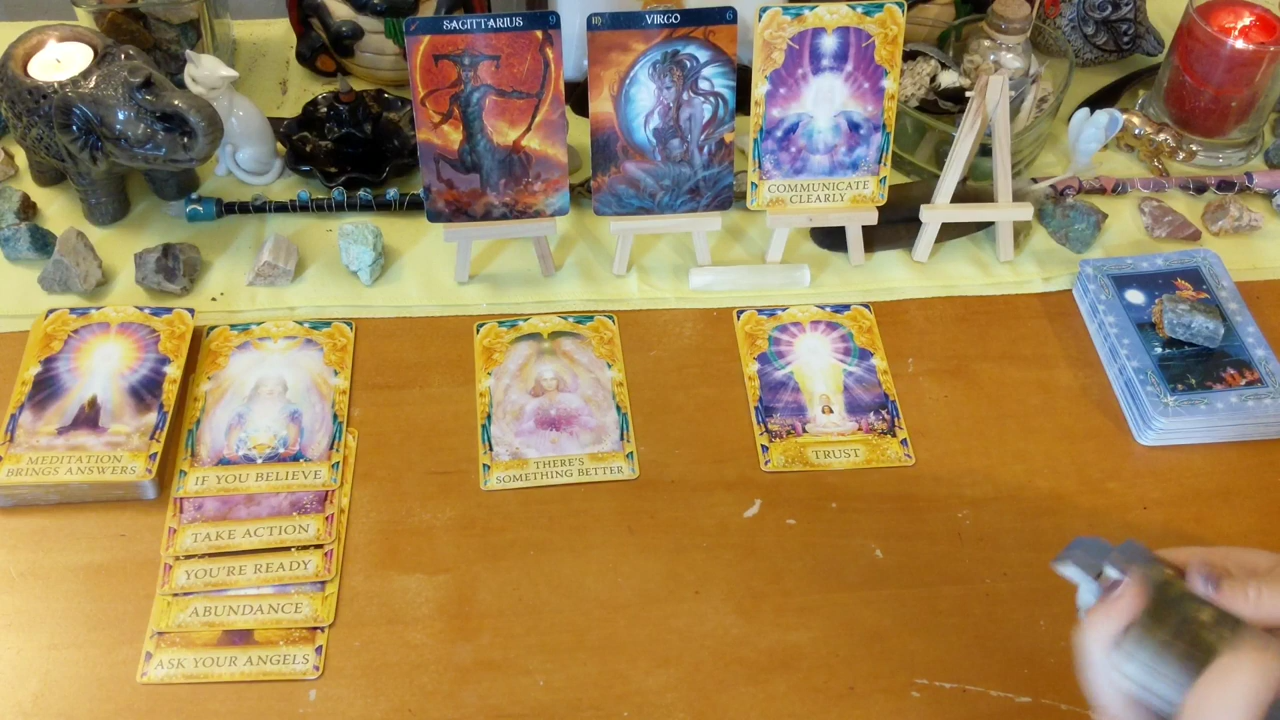 SAGITTARIUS 9
♍ VIRGO 6
COMMUNICATE
CLEARLY
MEDITATION
BRINGS ANSWERS
IF YOU BELIEVE
TAKE ACTION
YOU'RE READY
ABUNDANCE
ASK YOUR ANGELS
THERE'S
SOMETHING BETTER
TRUST